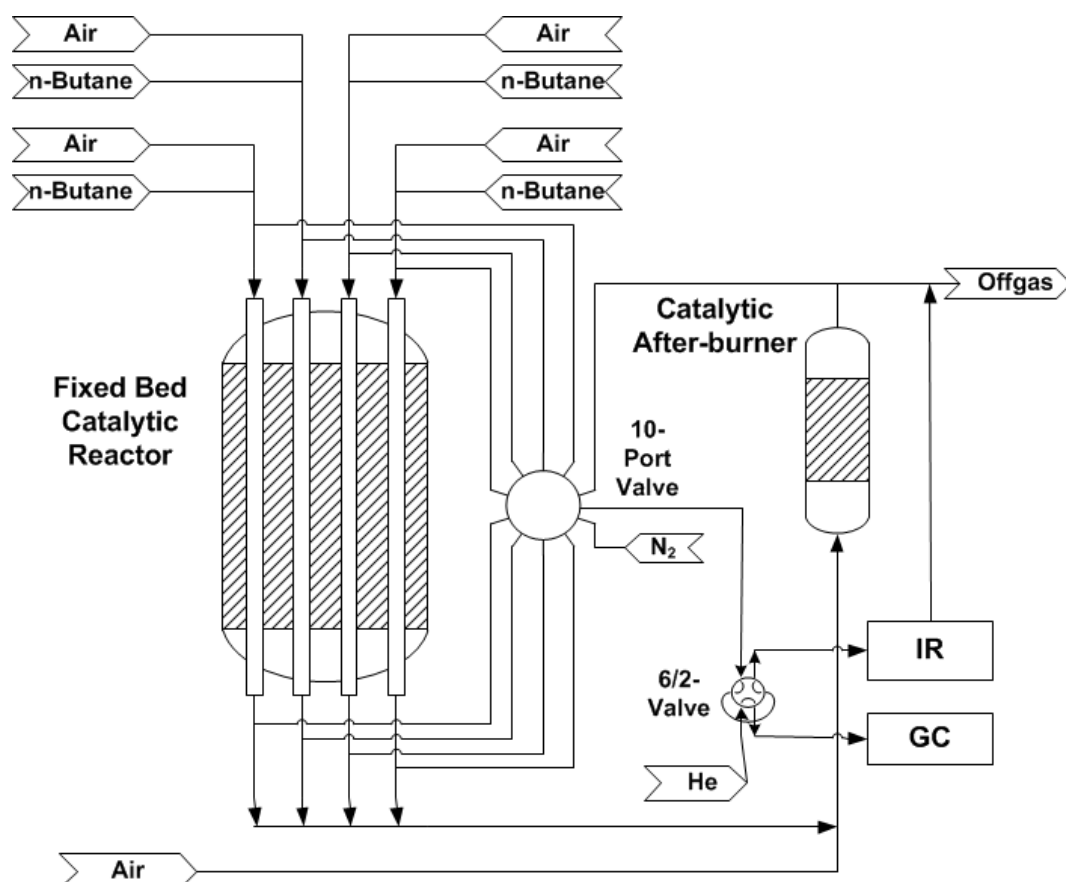 Air
Air
n-Butane
n-Butane
Air
Air
n-Butane
n-Butane
Offgas
Catalytic
After-burner
Fixed Bed
Catalytic
Reactor
10-
Port
Valve
N₂
IR
6/2-
Valve
GC
He
Air